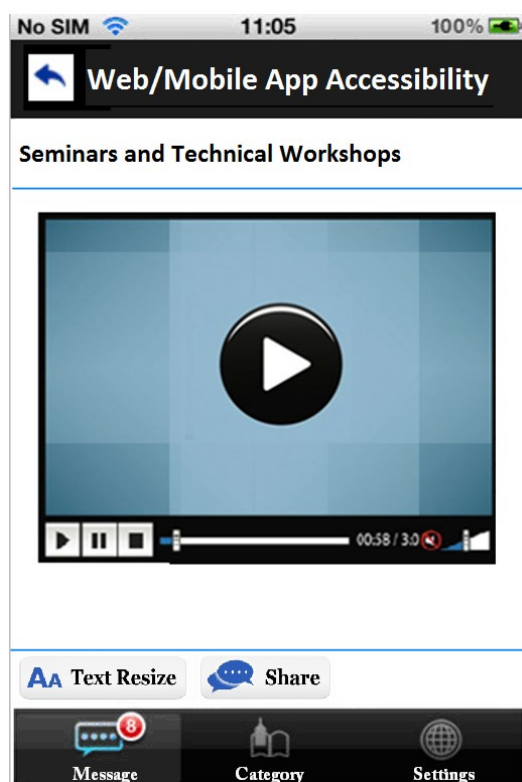 No SIM 11:05 100%
Web/Mobile App Accessibility
Seminars and Technical Workshops
00:58 / 3:0
AA Text Resize Share
8
Message Category Settings